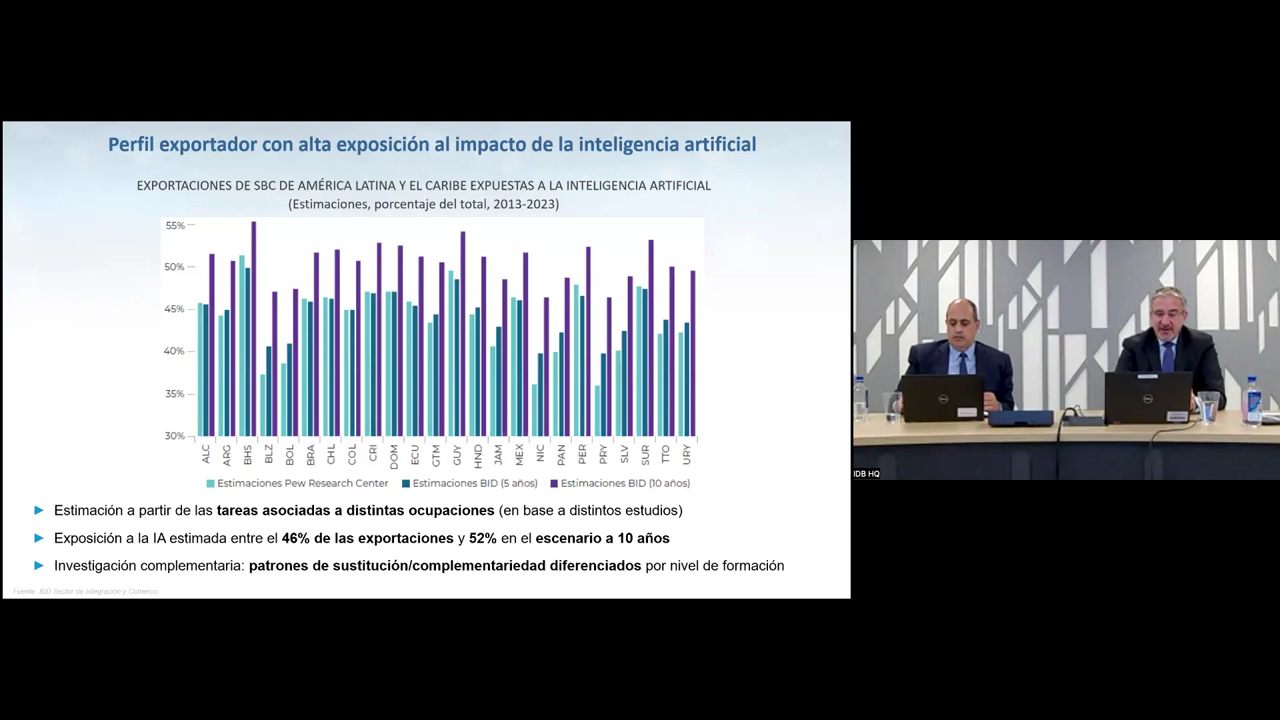 Perfil exportador con alta exposición al impacto de la inteligencia artificial
EXPORTACIONES DE SBC DE AMÉRICA LATINA Y EL CARIBE EXPUESTAS A LA INTELIGENCIA ARTIFICIAL
(Estimaciones, porcentaje del total, 2013-2023)
55%
50%
45%
40%
35%
30%
ALC
ARG
BHS
BLZ
BOL
BRA
CHL
COL
CRI
DOM
ECU
GTM
GUY
HND
JAM
MEX
NIC
PAN
PER
PRY
SLV
SUR
TTO
URY
Estimaciones Pew Research Center
Estimaciones BID (5 años)
Estimaciones BID (10 años)
Estimación a partir de las tareas asociadas a distintas ocupaciones (en base a distintos estudios)
Exposición a la IA estimada entre el 46% de las exportaciones y 52% en el escenario a 10 años
Investigación complementaria: patrones de sustitución/complementariedad diferenciados por nivel de formación
Fuente: BID Sector de Integración y Comercio.
DELL
DELL
IDB HQ